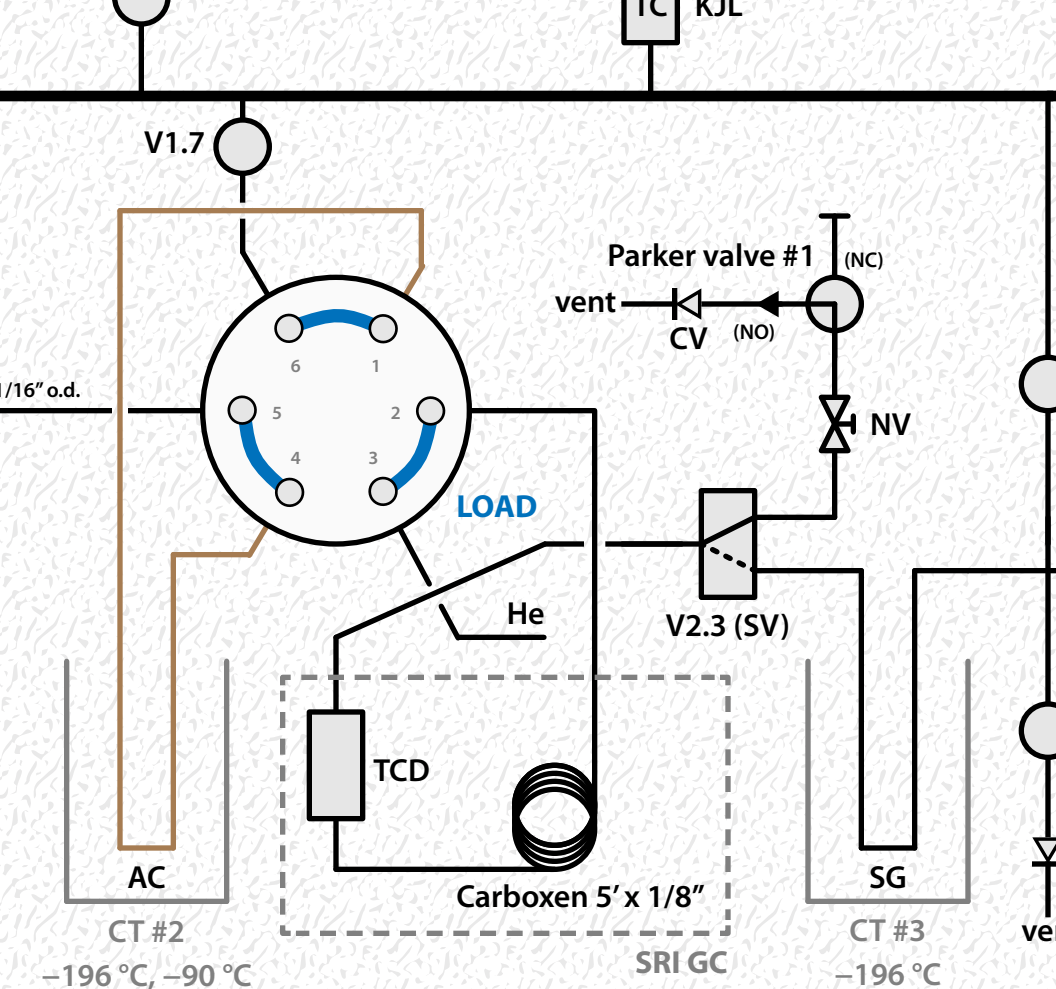 TC KJL
V1.7
Parker valve #1 (NC)
vent
CV (NO)
1/16” o.d.
6 1
5 2
4 3
NV
LOAD
He
V2.3 (SV)
TCD
AC
SG
Carboxen 5’ x 1/8”
CT #2
CT #3
SRI GC
−196 °C, −90 °C
−196 °C